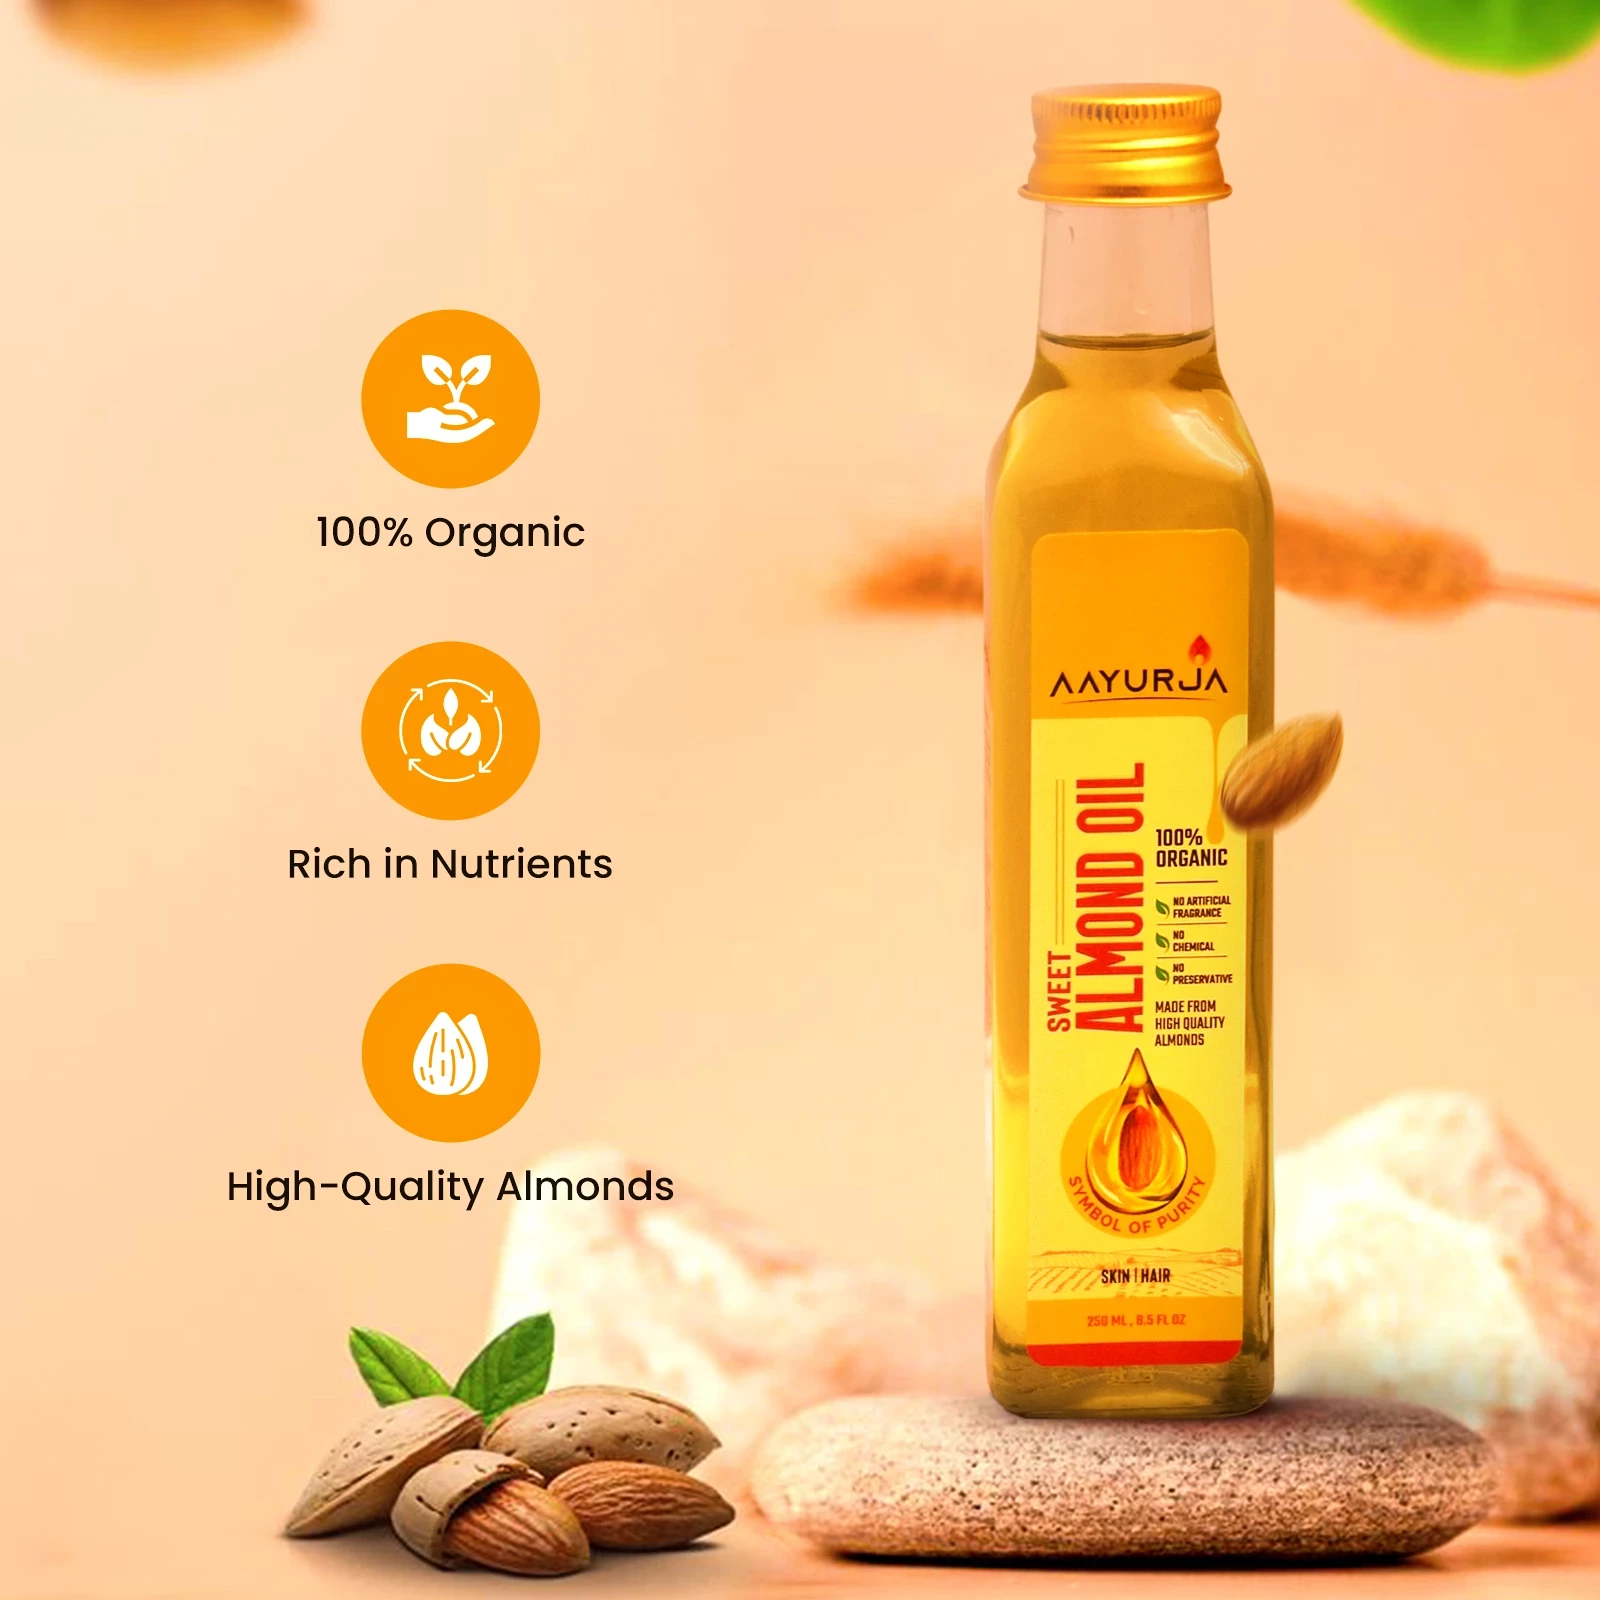 100% Organic
Rich in Nutrients
High-Quality Almonds
AAYURJA
SWEET
ALMOND OIL
100%
ORGANIC
NO ARTIFICIAL
FRAGRANCE
NO
CHEMICAL
NO
PRESERVATIVE
MADE FROM
HIGH QUALITY
ALMONDS
SYMBOL OF PURITY
SKIN | HAIR
250 ML, 8.5 FL OZ